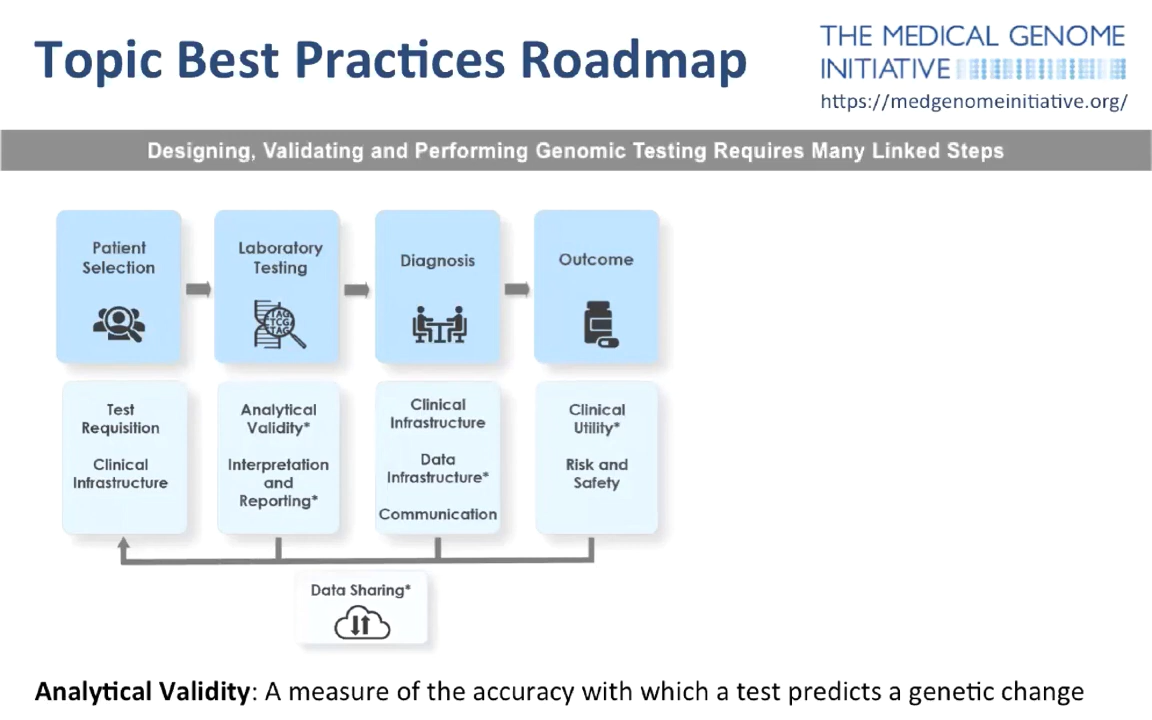 Topic Best Practices Roadmap
THE MEDICAL GENOME
INITIATIVE
https://medgenomeinitiative.org/
Designing, Validating and Performing Genomic Testing Requires Many Linked Steps
Patient
Selection
Laboratory
Testing
TAG
CTCG
TAG
Diagnosis
Outcome
Test
Requisition
Clinical
Infrastructure
Analytical
Validity*
Interpretation
and
Reporting*
Clinical
Infrastructure
Data
Infrastructure*
Communication
Clinical
Utility*
Risk and
Safety
Data Sharing*
Analytical Validity: A measure of the accuracy with which a test predicts a genetic change